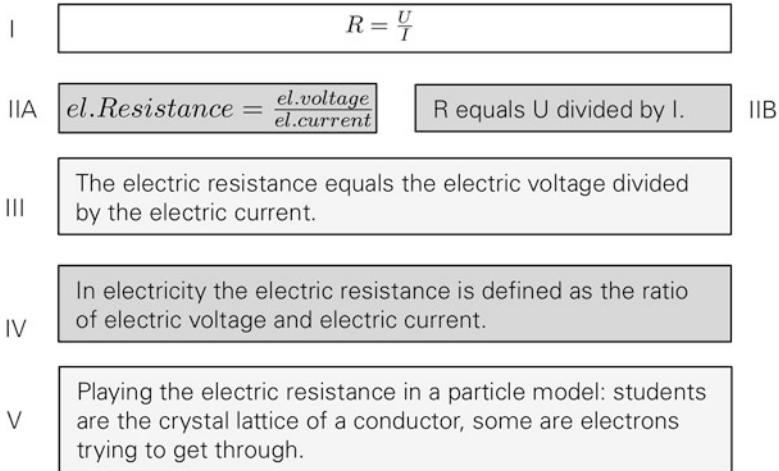 I
R = U/I
IIA
el.Resistance = el.voltage/el.current
R equals U divided by I.
IIB
III
The electric resistance equals the electric voltage divided
by the electric current.
IV
In electricity the electric resistance is defined as the ratio
of electric voltage and electric current.
V
Playing the electric resistance in a particle model: students
are the crystal lattice of a conductor, some are electrons
trying to get through.